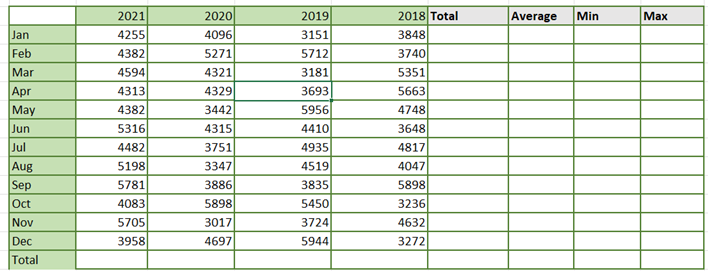 2021 2020 2019 2018 Total Average Min Max
Jan 4255 4096 3151 3848
Feb 4382 5271 5712 3740
Mar 4594 4321 3181 5351
Apr 4313 4329 3693 5663
May 4382 3442 5956 4748
Jun 5316 4315 4410 3648
Jul 4482 3751 4935 4817
Aug 5198 3347 4519 4047
Sep 5781 3886 3835 5898
Oct 4083 5898 5450 3236
Nov 5705 3017 3724 4632
Dec 3958 4697 5944 3272
Total